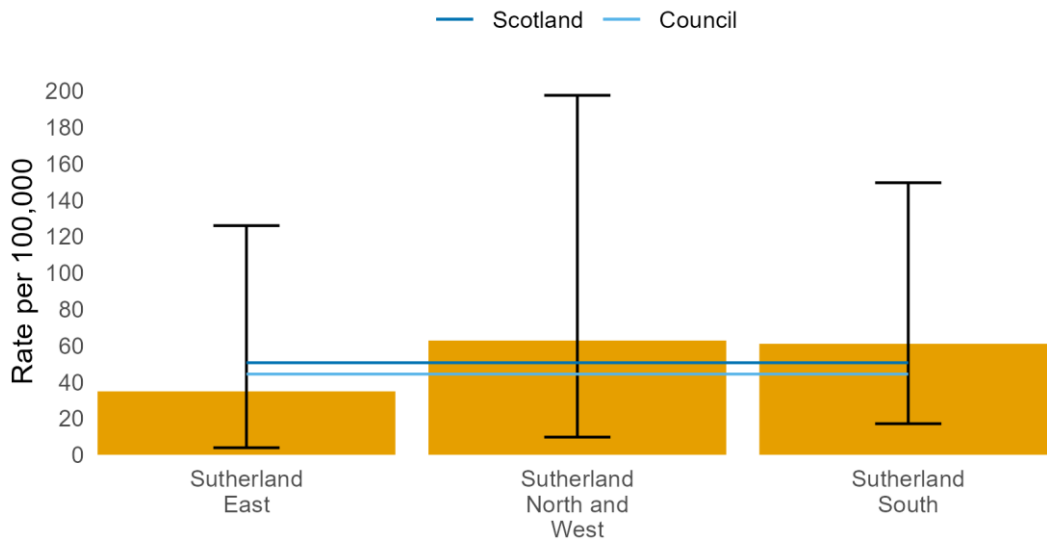 Scotland Council
Rate per 100,000
200
180
160
140
120
100
80
60
40
20
0
Sutherland
East
Sutherland
North and
West
Sutherland
South